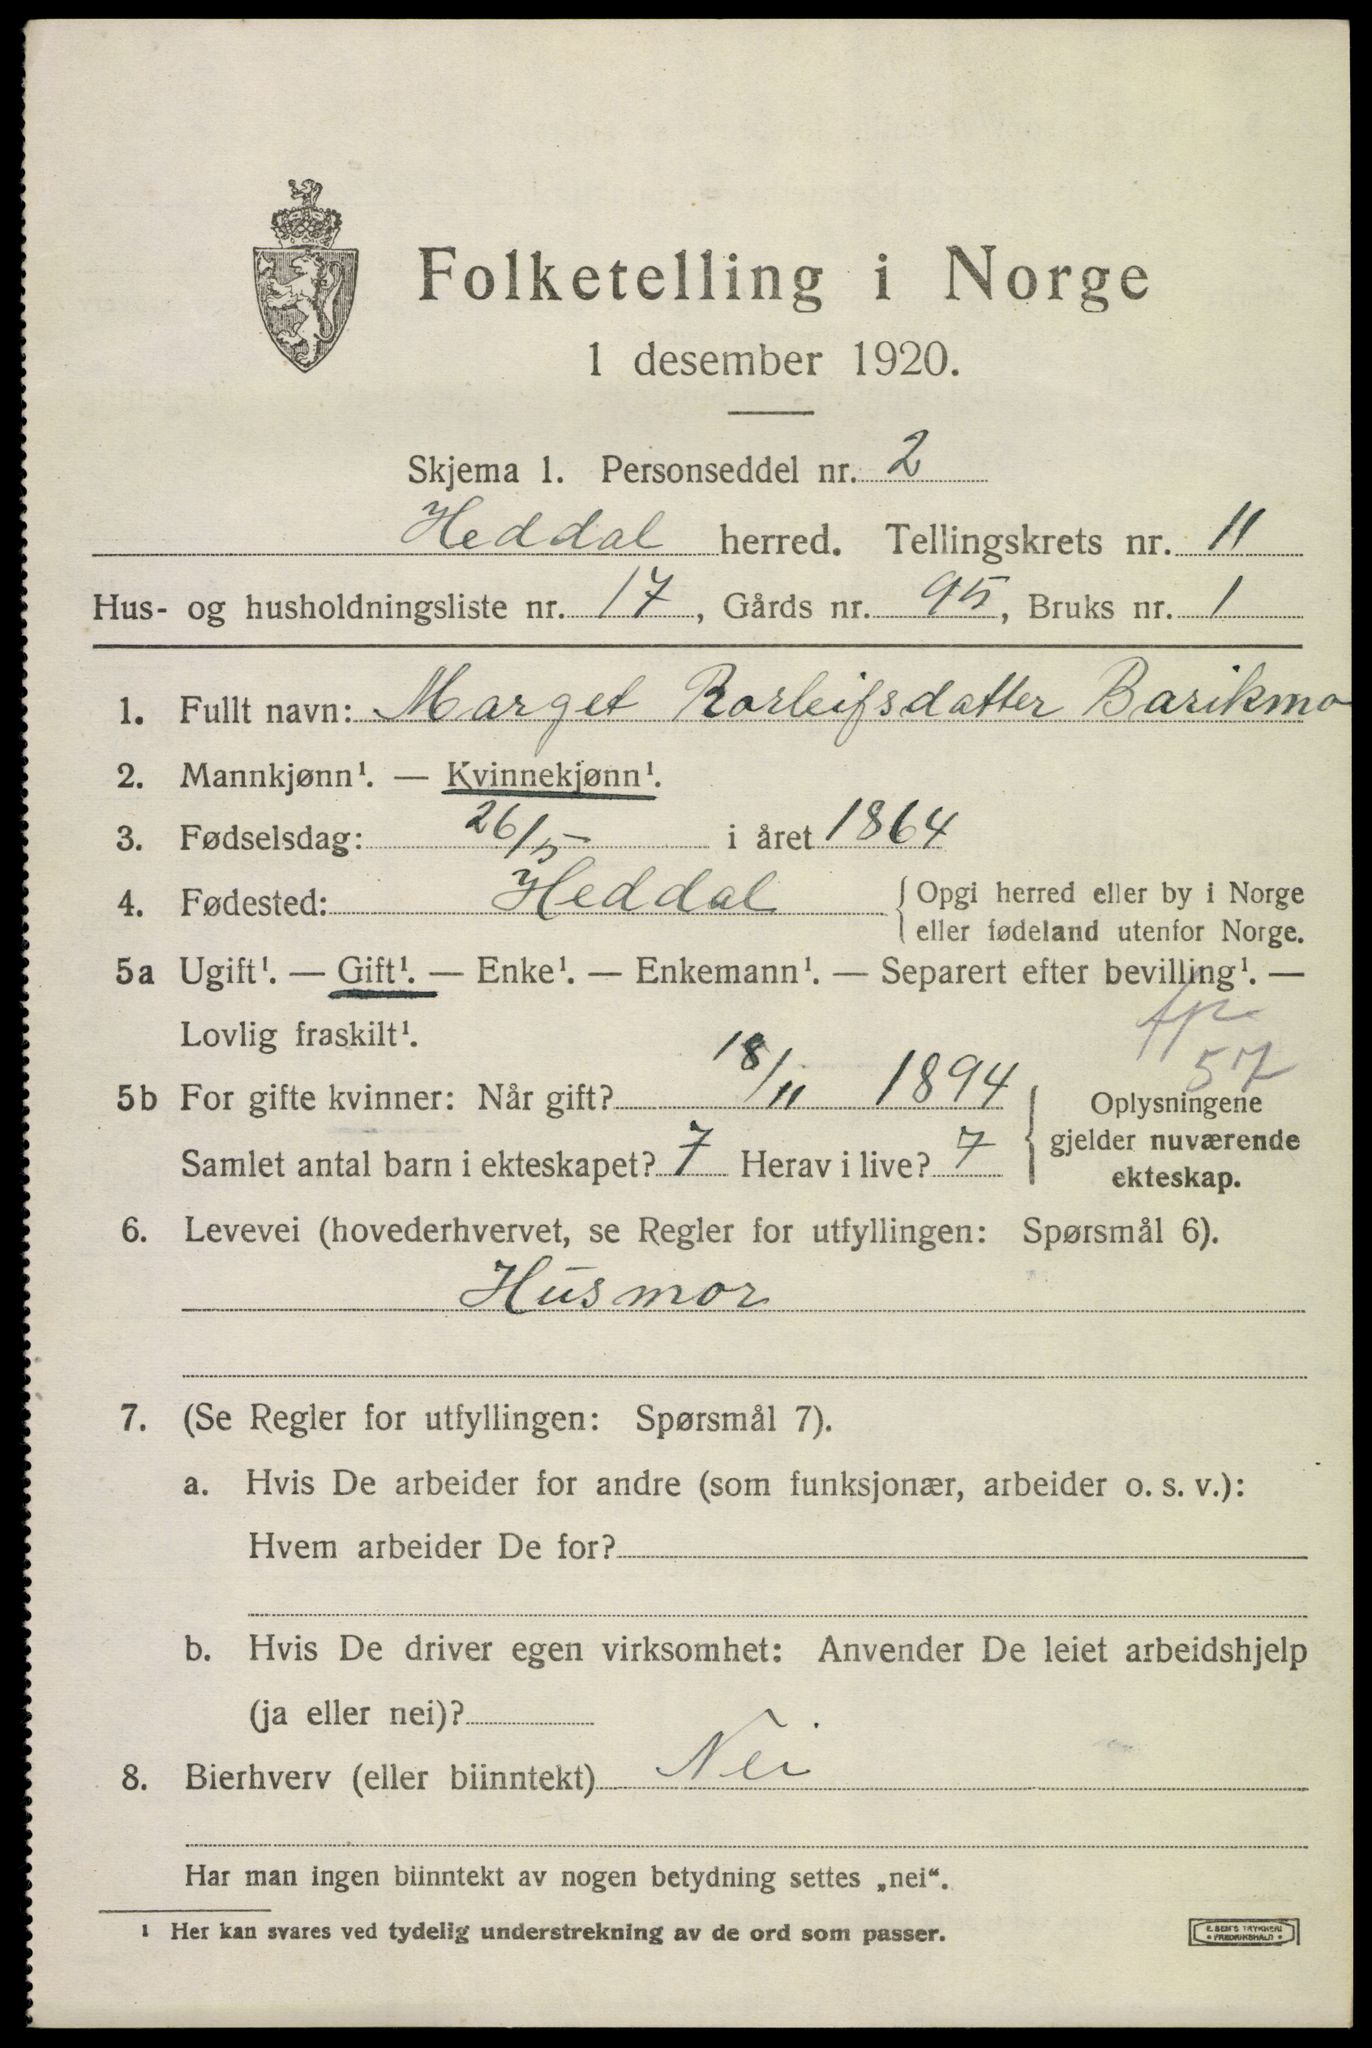 Folketelling i Norge
1 desember 1920.
Skjema 1. Personseddel nr. 2
Heddal herred. Tellingskrets nr. 11
Hus- og husholdningsliste nr. 17, Gårds nr. 95, Bruks nr. 1
1. Fullt navn: Marget Rorleifsdatter Barikmo
2. Mannkjønn¹. — Kvinnekjønn¹.
3. Fødselsdag: 26/5 i året 1864
4. Fødested: Heddal { Opgi herred eller by i Norge
eller fødeland utenfor Norge.
5a Ugift¹. — Gift¹. — Enke¹. — Enkemann¹. — Separert efter bevilling¹. —
Lovlig fraskilt¹.
57
5b For gifte kvinner: Når gift? 18/11 1894
Samlet antal barn i ekteskapet? 7 Herav i live? 7
Oplysningene
gjelder nuværende
ekteskap.
6. Levevei (hovederhvervet, se Regler for utfyllingen: Spørsmål 6).
Husmor
7. (Se Regler for utfyllingen: Spørsmål 7).
a. Hvis De arbeider for andre (som funksjonær, arbeider o. s. v.):
Hvem arbeider De for?
b. Hvis De driver egen virksomhet: Anvender De leiet arbeidshjelp
(ja eller nei)?
8. Bierhverv (eller biinntekt) Nei
Har man ingen biinntekt av nogen betydning settes „nei“.
¹ Her kan svares ved tydelig understrekning av de ord som passer.
E. SEM'S TRYKKERI
FREDRIKSHALD